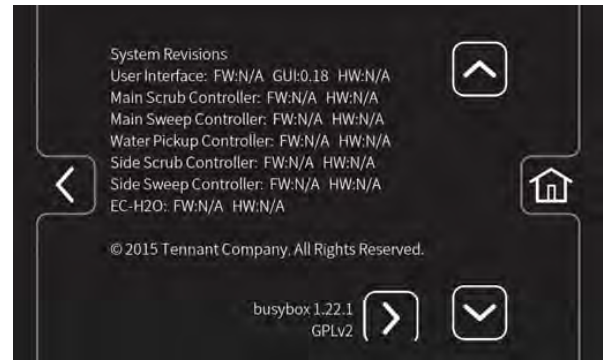 System Revisions
User Interface: FW:N/A GUI:0.18 HW:N/A
Main Scrub Controller: FW:N/A HW:N/A
Main Sweep Controller: FW:N/A HW:N/A
Water Pickup Controller: FW:N/A HW:N/A
Side Scrub Controller: FW:N/A HW:N/A
Side Sweep Controller: FW:N/A HW:N/A
EC-H2O: FW:N/A HW:N/A
© 2015 Tennant Company. All Rights Reserved.
busybox 1.22.1
GPLv2